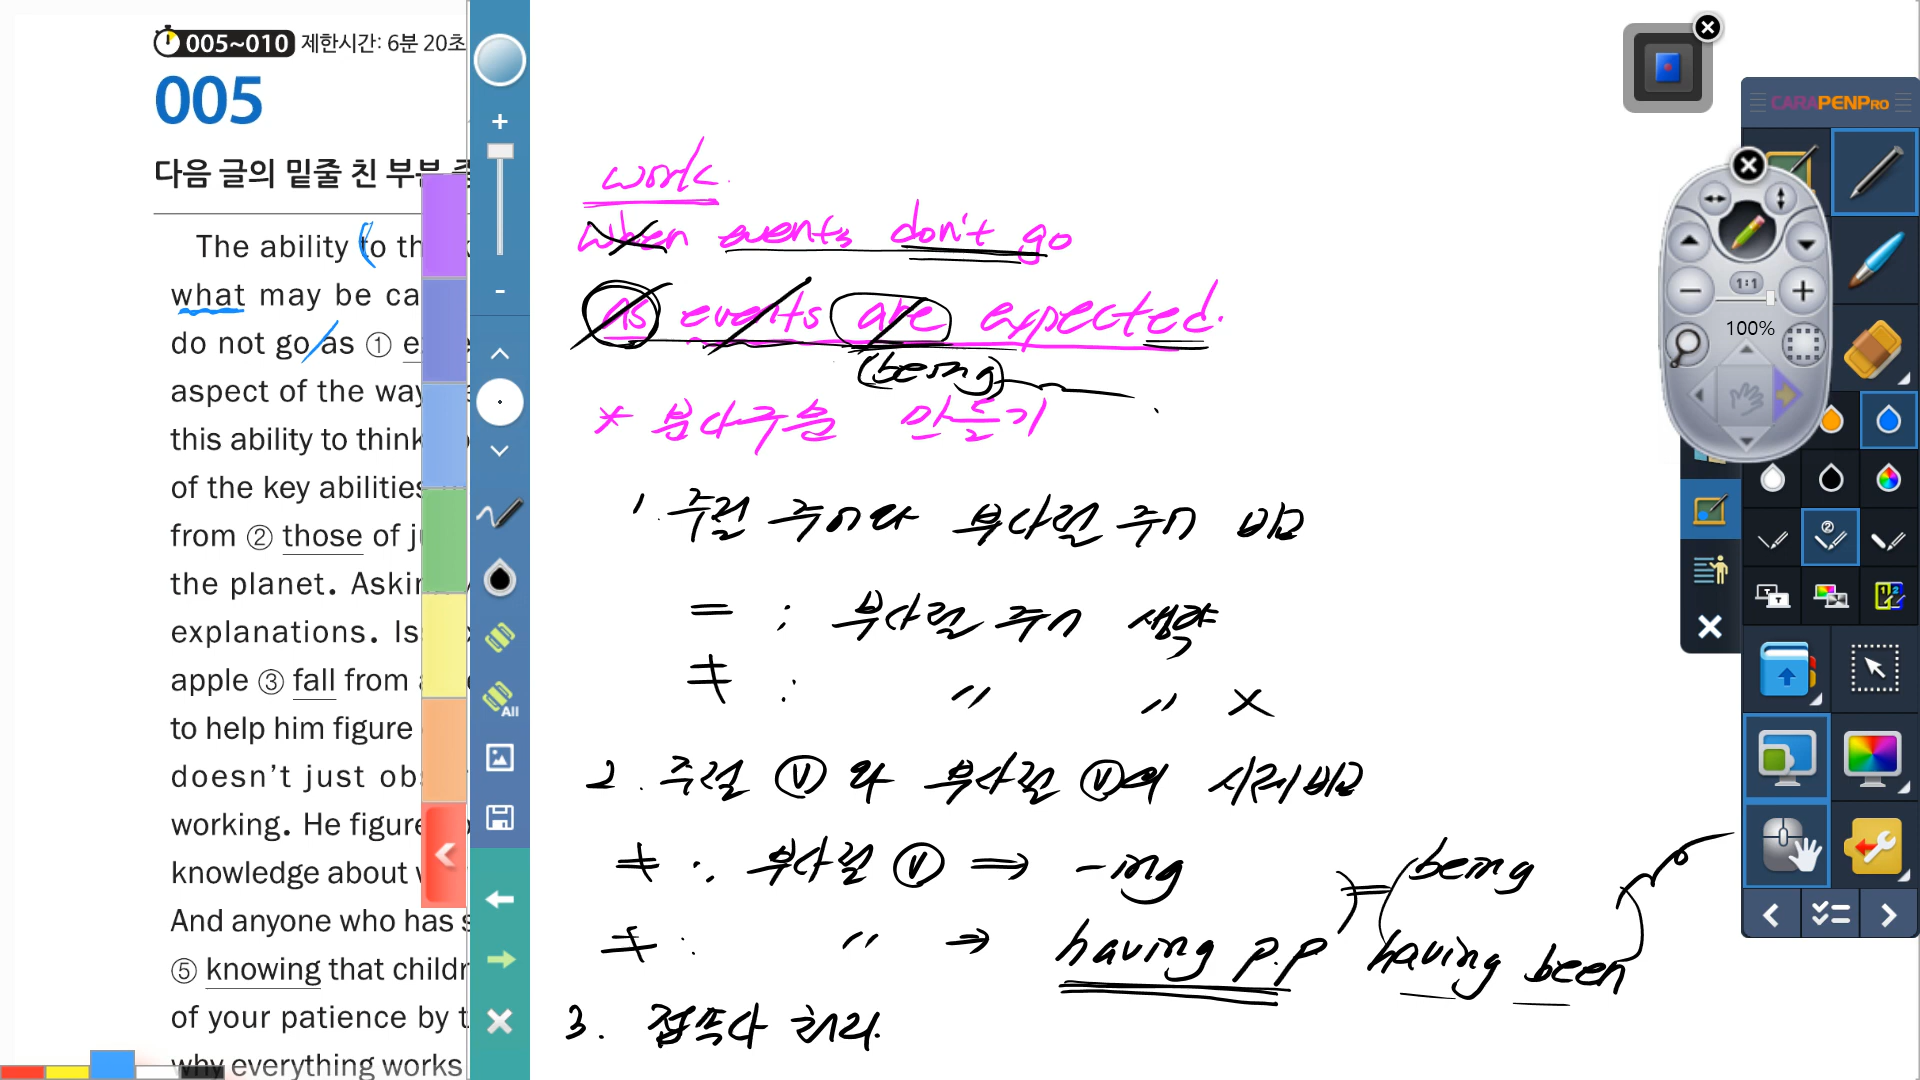 005~010 제한시간: 6분 20초
005
다음 글의 밑줄 친 부분
The ability to th
what may be ca
do not go as ①
aspect of the way
this ability to think
of the key abilities
from ② those of
the planet. Askin
explanations. Is
apple ③ fall from
to help him figure
doesn't just obs
working. He figure
knowledge about
And anyone who has
⑤ knowing that childr
of your patience by
why everything works
work.
When events don't go
as events are expected.
(being)
* 분사구문 만들기
1. 주절 주어와 부사절 주어 비교
= : 부사절 주어 생략
≠ : 〃 〃 X
2. 주절 Ⓥ와 부사절 Ⓥ의 시제비교
≠ : 부사절 Ⓥ ⇒ -ing being
≠ : 〃 ⇒ having p.p having been
3. 접속사 처리.
CARAPENPRO
1:1
100%
All